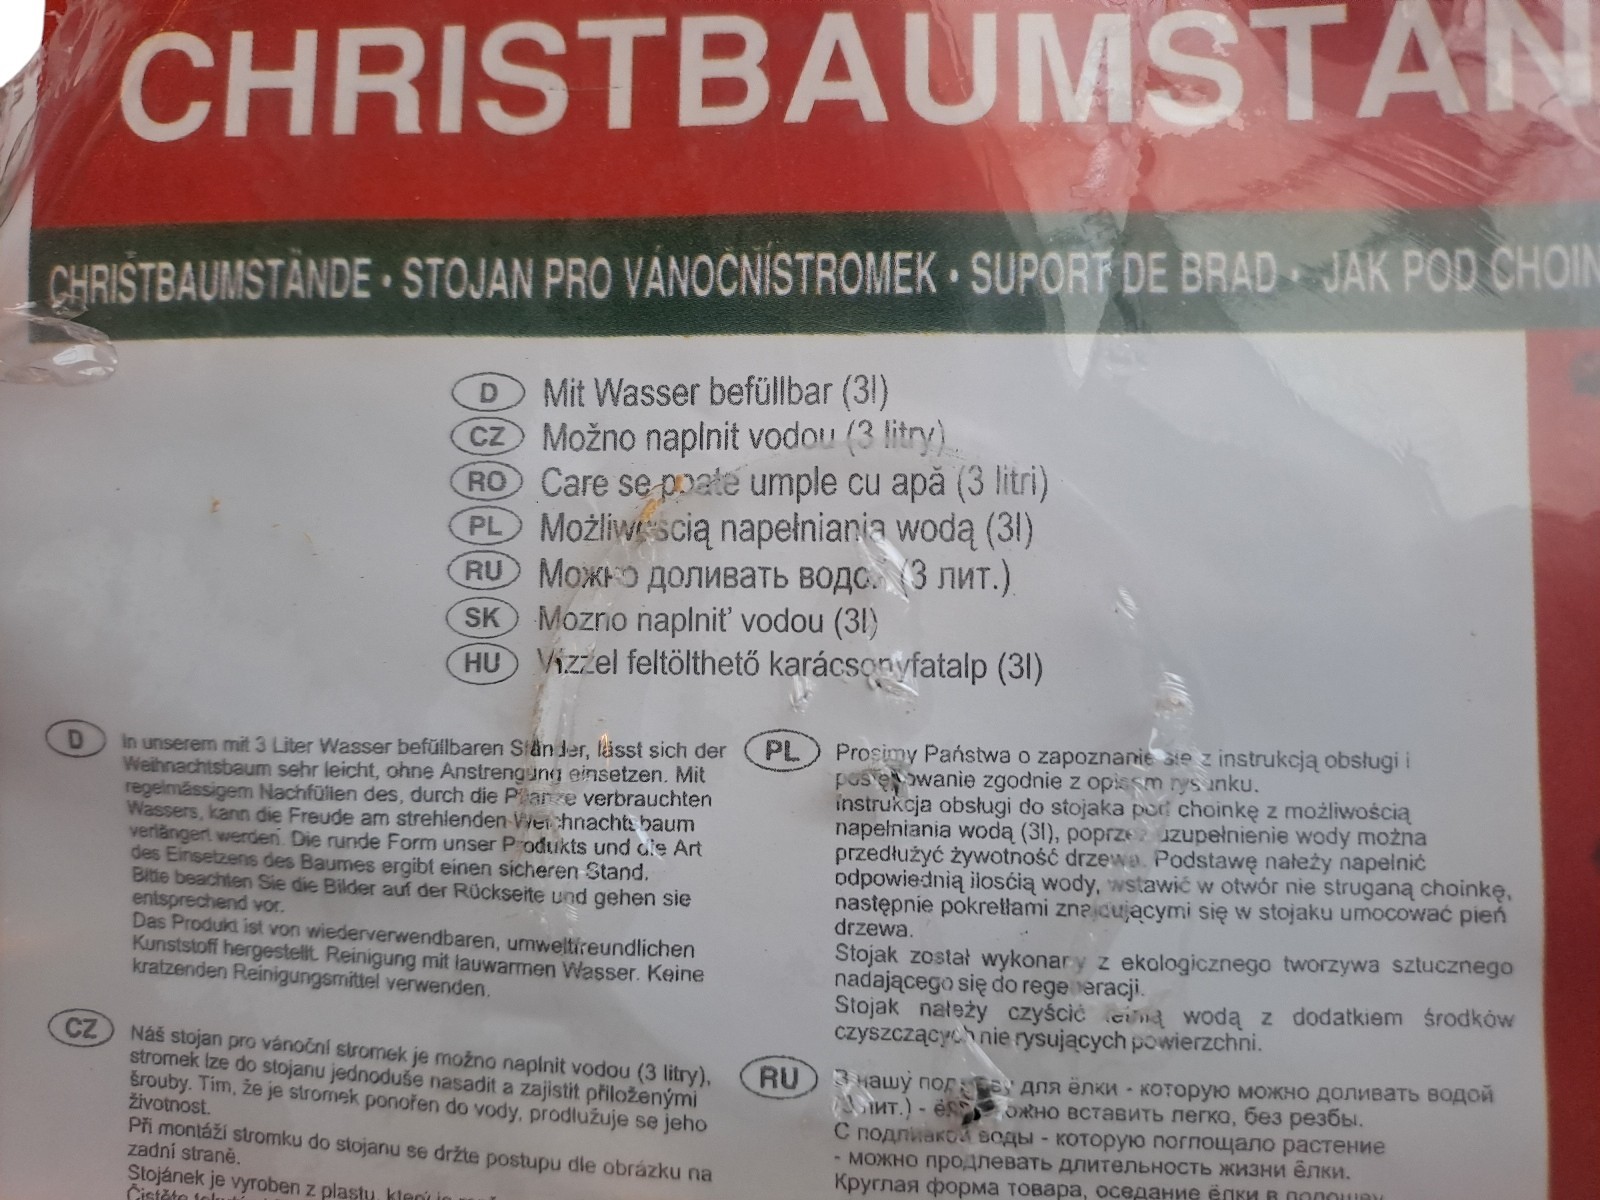 CHRISTBAUMSTAN
CHRISTBAUMSTÄNDE • STOJAN PRO VÁNOČNÍSTROMEK • SUPORT DE BRAD • JAK POD CHOIN
D Mit Wasser befüllbar (3l)
CZ Možno naplnit vodou (3 litry)
RO Care se poate umple cu apă (3 litri)
PL Możliwością napełniania wodą (3l)
RU Можно доливать водой (3 лит.)
SK Mozno naplnit' vodou (3l)
HU Vizzel feltölthető karácsonyfatalp (3l)
D In unserem mit 3 Liter Wasser befüllbaren Ständer, lässt sich der
Weihnachtsbaum sehr leicht, ohne Anstrengung einsetzen. Mit
regelmässigem Nachfüllen des, durch die Pflanze verbrauchten
Wassers, kann die Freude am strehlenden Weichnachtsbaum
verlängert werden. Die runde Form unser Produkts und die Art
des Einsetzens des Baumes ergibt einen sicheren Stand.
Bitte beachten Sie die Bilder auf der Rückseite und gehen sie
entsprechend vor.
Das Produkt ist von wiederverwendbaren, umweltfreundlichen
Kunststoff hergestellt. Reinigung mit lauwarmen Wasser. Keine
kratzenden Reinigungsmittel verwenden.
CZ Náš stojan pro vánoční stromek je možno naplnit vodou (3 litry),
stromek lze do stojanu jednoduše nasadit a zajistit přiloženými
šrouby. Tím, že je stromek ponořen do vody, prodlužuje se jeho
životnost.
Při montáži stromku do stojanu se držte postupu dle obrázku na
zadní straně.
Stojánek je vyroben z plastu, který je
Čistěte
PL Prosimy Państwa o zapoznanie się z instrukcją obsługi i
postępowanie zgodnie z opisem rysunku.
instrukcja obsługi do stojaka pod choinkę z możliwością
napełniania wodą (3l), poprzez uzupełnienie wody można
przedłużyć żywotność drzewa. Podstawę należy napełnić
odpowiednią ilośćią wody, wstawić w otwór nie struganą choinkę,
następnie pokretłami znajdującymi się w stojaku umocować pień
drzewa.
Stojak został wykonany z ekologicznego tworzywa sztucznego
nadającego się do regeneracji.
Stojak należy czyścić letnią wodą z dodatkiem środków
czyszczących nie rysujących powierzchni.
RU В нашу для ёлки - которую можно доливать водой
(3 лит.) - ёлку можно вставить легко, без резбы.
С подливкой воды - которую поглощало растение
- можно продлевать длительность жизни ёлки.
Круглая форма товара, оседание ёлки в